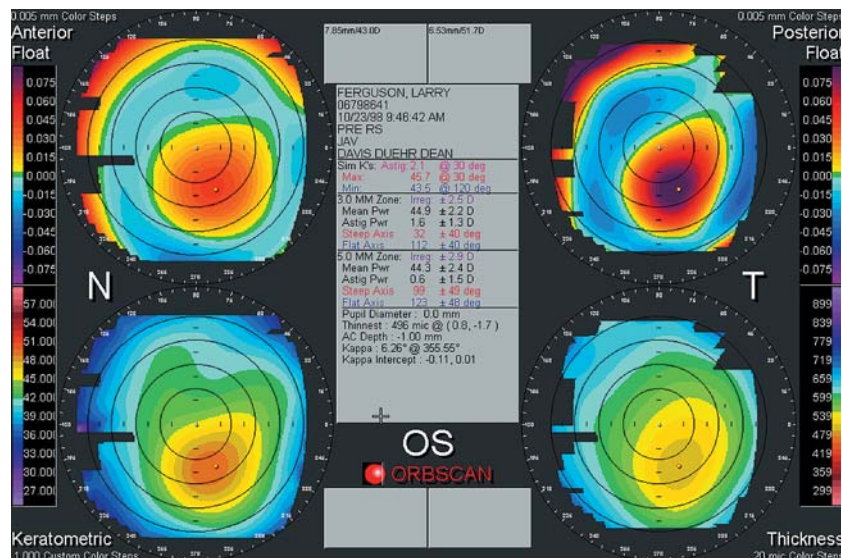 0.005 mm Color Steps
Anterior
Float
0.075
0.060
0.045
0.030
0.015
0.000
-0.015
-0.030
-0.045
-0.060
-0.075
57.000
54.000
51.000
48.000
45.000
42.000
39.000
36.000
33.000
30.000
27.000
Keratometric
1.000 Custom Color Steps
N
7.85mm/43.0D
6.53mm/51.7D
FERGUSON, LARRY
06798641
10/23/98 9:46:42 AM
PRE RS
JAV
DAVIS DUEHR DEAN
Sim K's: Astig: 2.1 @ 30 deg
Max: 45.7 @ 30 deg
Min: 43.5 @ 120 deg
3.0 MM Zone: Irreg: ± 2.5 D
Mean Pwr 44.9 ± 2.2 D
Astig Pwr 1.6 ± 1.3 D
Steep Axis 32 ± 40 deg
Flat Axis 112 ± 40 deg
5.0 MM Zone: Irreg: ± 2.9 D
Mean Pwr 44.3 ± 2.4 D
Astig Pwr 0.6 ± 1.5 D
Steep Axis 99 ± 49 deg
Flat Axis 123 ± 48 deg
Pupil Diameter : 0.0 mm
Thinnest : 496 mic @ ( 0.8, -1.7 )
AC Depth : -1.00 mm
Kappa : 6.26° @ 355.55°
Kappa Intercept : -0.11, 0.01
OS
ORBSCAN
0.005 mm Color Steps
Posterior
Float
0.075
0.060
0.045
0.030
0.015
0.000
-0.015
-0.030
-0.045
-0.060
-0.075
T
899
839
779
719
659
599
539
479
419
359
299
Thickness
20 mic Color Steps